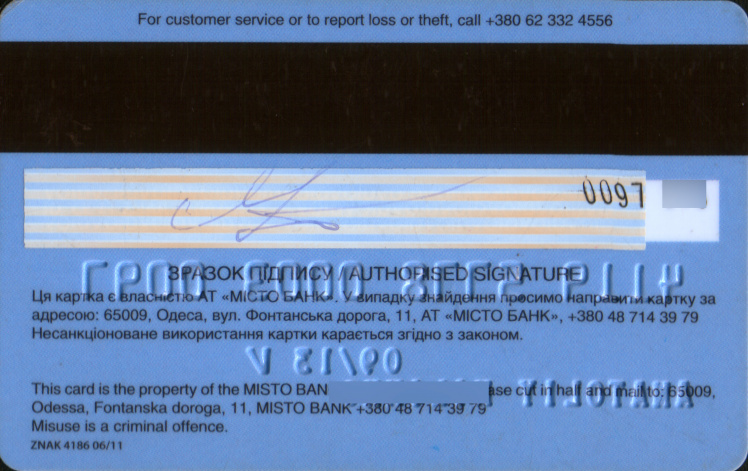 For customer service or to report loss or theft, call +380 62 332 4556
0097
ЗРАЗОК ПІДПИСУ / AUTHORISED SIGNATURE
Ця картка є власністю АТ «МІСТО БАНК». У випадку знайдення просимо направити картку за
адресою: 65009, Одеса, вул. Фонтанська дорога, 11, АТ «МІСТО БАНК», +380 48 714 39 79
Несанкціоноване використання картки карається згідно з законом.
This card is the property of the MISTO cut in half and mail to: 65009,
Odessa, Fontanska doroga, 11, MISTO BANK +380 48 714 39 79
Misuse is a criminal offence.
ZNAK 4186 06/11